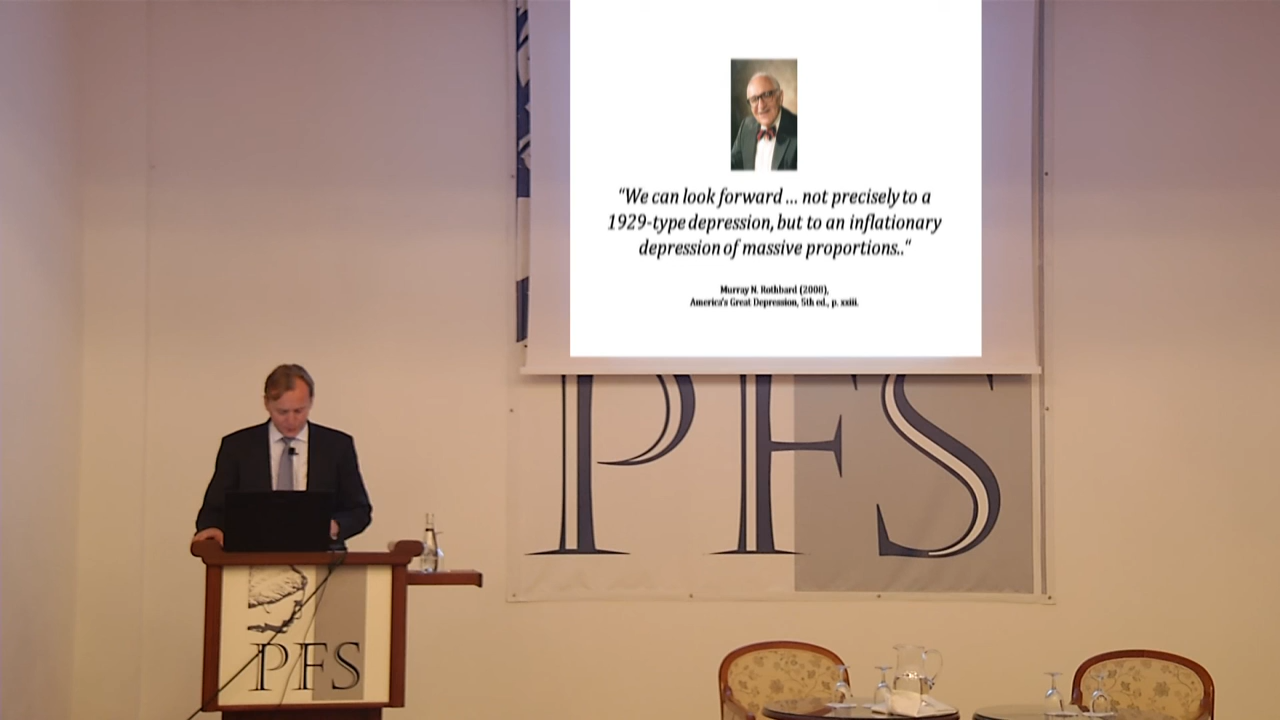 “We can look forward ... not precisely to a
1929-type depression, but to an inflationary
depression of massive proportions..“
Murray N. Rothbard (2000),
America's Great Depression, 5th ed., p. xxiii.
PFS
PFS